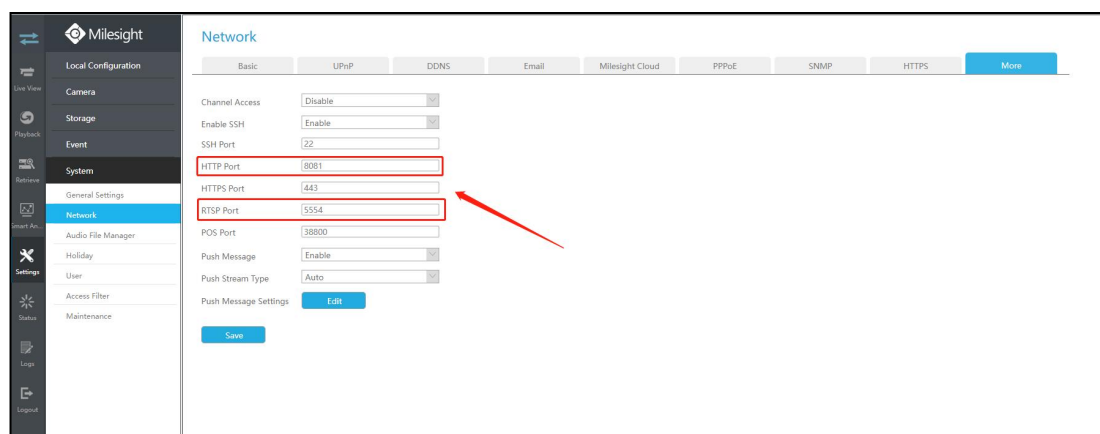 Milesight
Live View
Playback
Retrieve
Smart An...
Settings
Status
Logs
Logout
Local Configuration
Camera
Storage
Event
System
General Settings
Network
Audio File Manager
Holiday
User
Access Filter
Maintenance
Network
Basic UPnP DDNS Email Milesight Cloud PPPoE SNMP HTTPS More
Channel Access Disable
Enable SSH Enable
SSH Port 22
HTTP Port 8081
HTTPS Port 443
RTSP Port 5554
POS Port 38800
Push Message Enable
Push Stream Type Auto
Push Message Settings Edit
Save